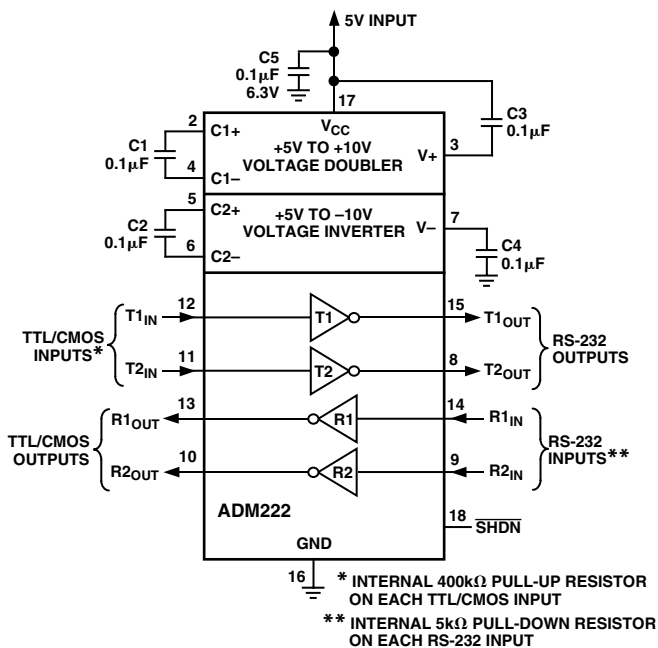 5V INPUT
C5
0.1µF
6.3V
17
C3
0.1µF
2
C1+
VCC
+5V TO +10V
VOLTAGE DOUBLER
V+
3
C1
0.1µF
4
C1–
5
C2+
+5V TO –10V
VOLTAGE INVERTER
V–
7
C2
0.1µF
6
C2–
C4
0.1µF
TTL/CMOS
INPUTS*
T1IN
12
T1
15
T1OUT
T2IN
11
T2
8
T2OUT
RS-232
OUTPUTS
TTL/CMOS
OUTPUTS
R1OUT
13
R1
14
R1IN
R2OUT
10
R2
9
R2IN
RS-232
INPUTS**
ADM222
18
SHDN
GND
16
* INTERNAL 400kΩ PULL-UP RESISTOR
ON EACH TTL/CMOS INPUT
** INTERNAL 5kΩ PULL-DOWN RESISTOR
ON EACH RS-232 INPUT